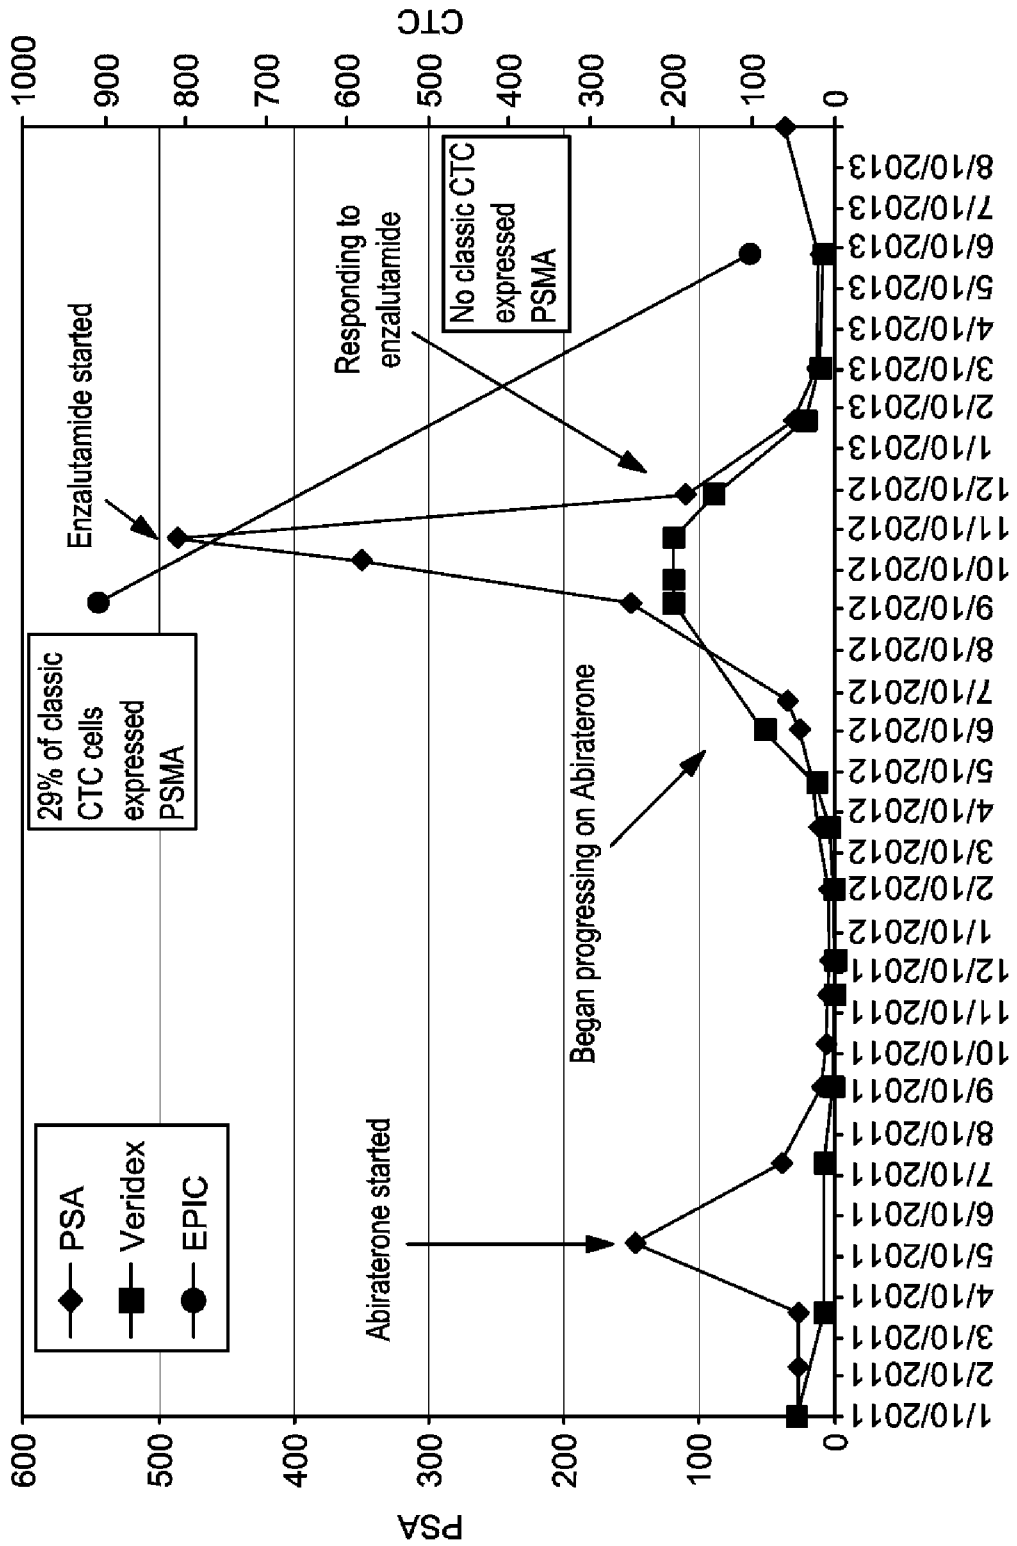 PSA
600
500
400
300
200
100
0
PSA
Veridex
EPIC
Abiraterone started
Began progressing on Abiraterone
29% of classic
CTC cells
expressed
PSMA
Enzalutamide started
Responding to
enzalutamide
No classic CTC
expressed
PSMA
1000
900
800
700
600
500
400
300
200
100
0
CTC
1/10/2011
2/10/2011
3/10/2011
4/10/2011
5/10/2011
6/10/2011
7/10/2011
8/10/2011
9/10/2011
10/10/2011
11/10/2011
12/10/2011
1/10/2012
2/10/2012
3/10/2012
4/10/2012
5/10/2012
6/10/2012
7/10/2012
8/10/2012
9/10/2012
10/10/2012
11/10/2012
12/10/2012
1/10/2013
2/10/2013
3/10/2013
4/10/2013
5/10/2013
6/10/2013
7/10/2013
8/10/2013